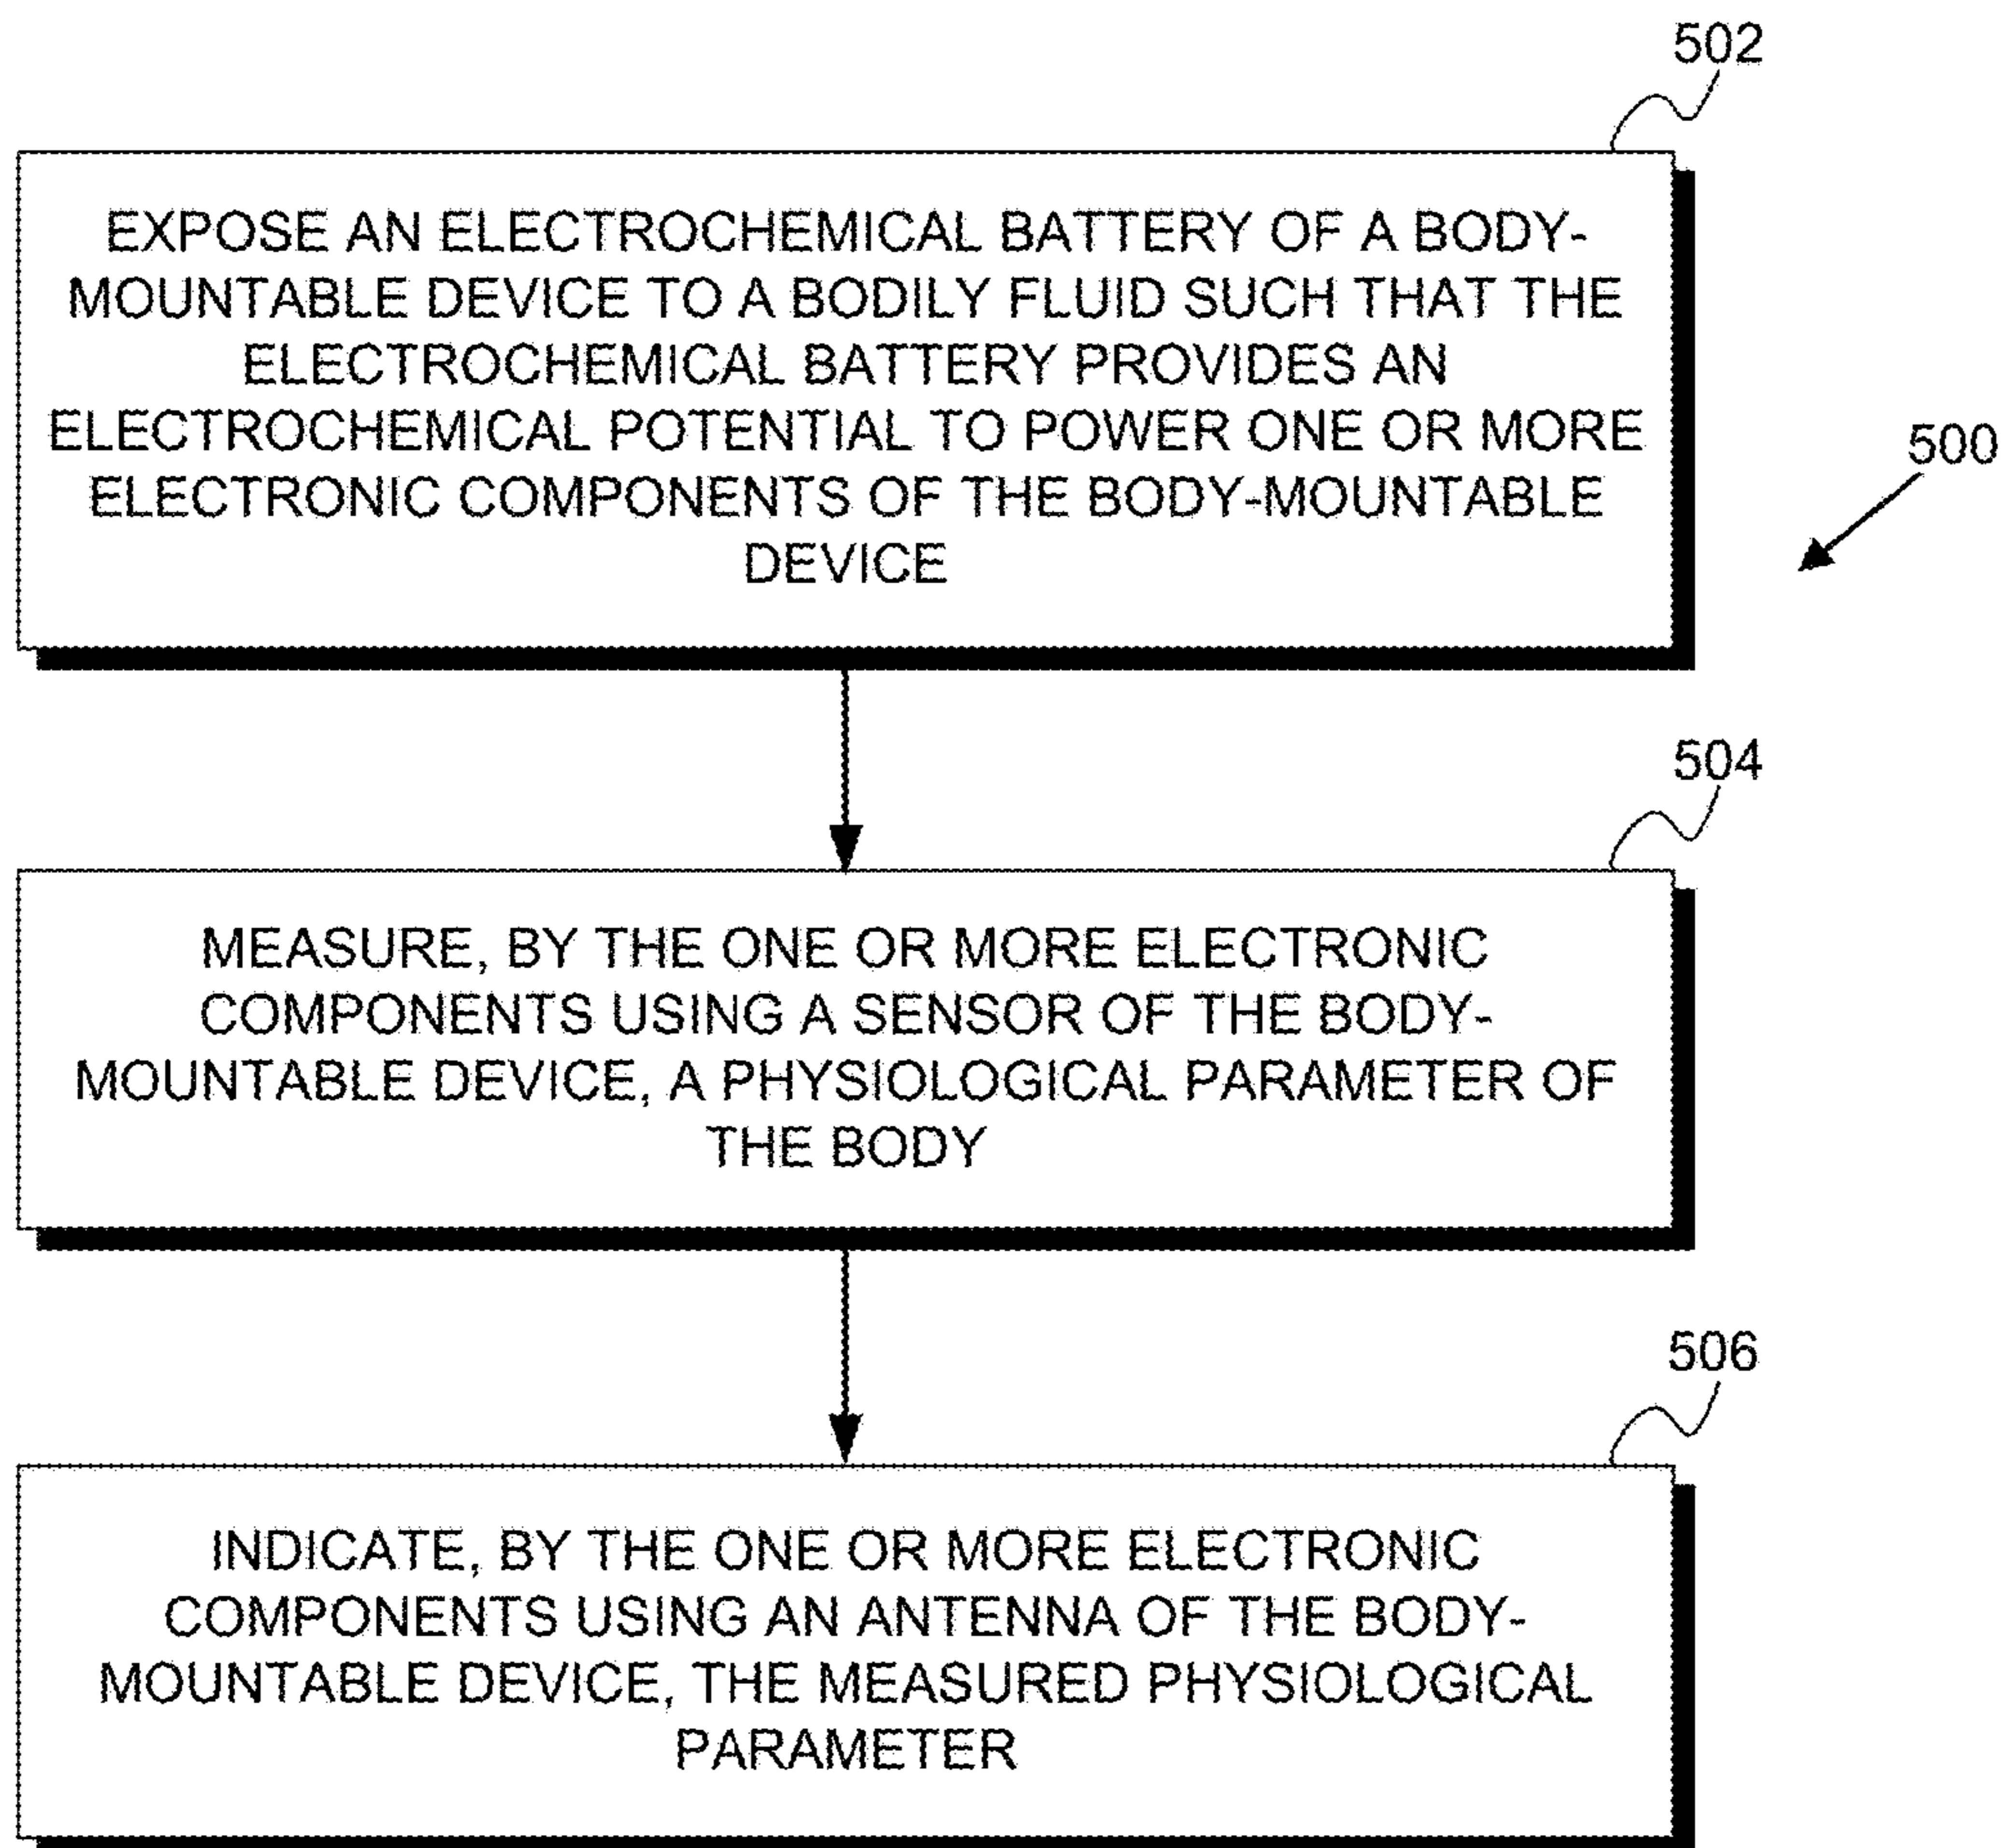 502
EXPOSE AN ELECTROCHEMICAL BATTERY OF A BODY-
MOUNTABLE DEVICE TO A BODILY FLUID SUCH THAT THE
ELECTROCHEMICAL BATTERY PROVIDES AN
ELECTROCHEMICAL POTENTIAL TO POWER ONE OR MORE
ELECTRONIC COMPONENTS OF THE BODY-MOUNTABLE
DEVICE
500
504
MEASURE, BY THE ONE OR MORE ELECTRONIC
COMPONENTS USING A SENSOR OF THE BODY-
MOUNTABLE DEVICE, A PHYSIOLOGICAL PARAMETER OF
THE BODY
506
INDICATE, BY THE ONE OR MORE ELECTRONIC
COMPONENTS USING AN ANTENNA OF THE BODY-
MOUNTABLE DEVICE, THE MEASURED PHYSIOLOGICAL
PARAMETER